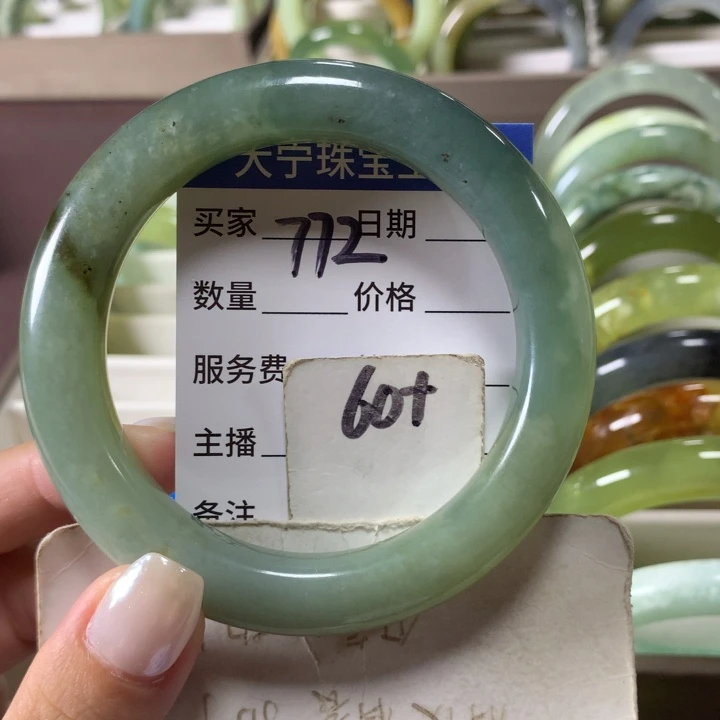 天宁珠宝
买家 772 日期
数量 价格
服务费
60+
主播
备注